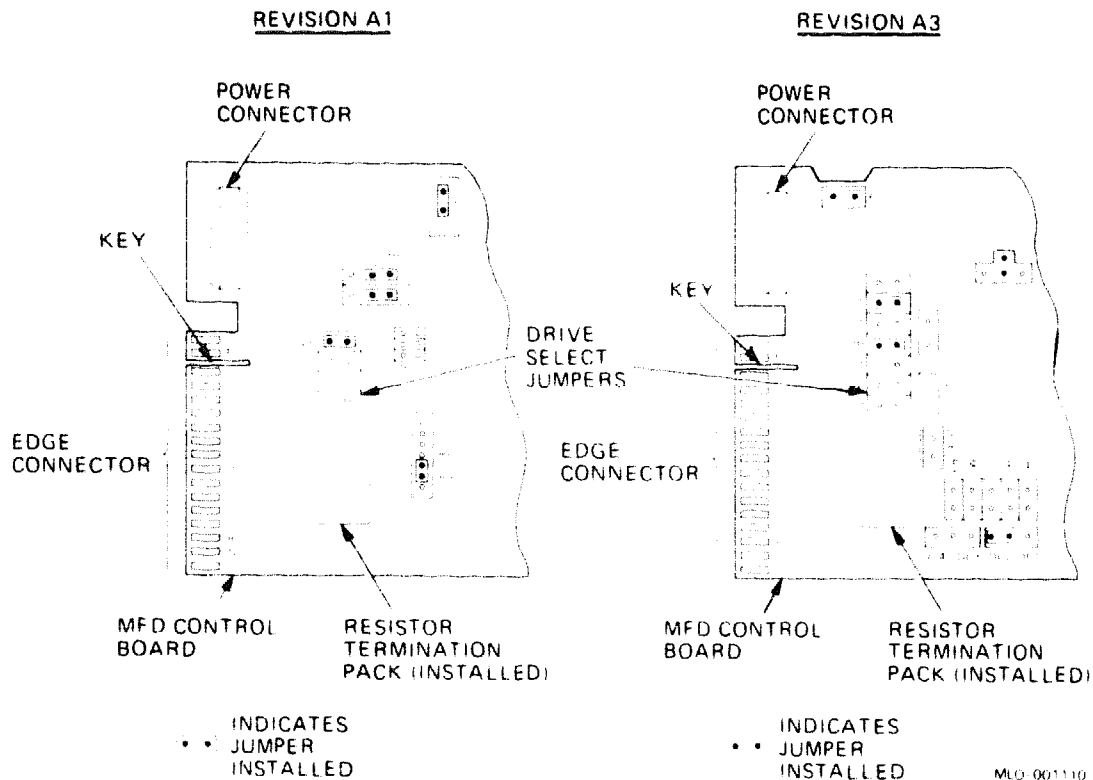 REVISION A1
POWER
CONNECTOR
KEY
EDGE
CONNECTOR
MFD CONTROL
BOARD
RESISTOR
TERMINATION
PACK (INSTALLED)
INDICATES
JUMPER
INSTALLED
DRIVE
SELECT
JUMPERS
REVISION A3
POWER
CONNECTOR
KEY
EDGE
CONNECTOR
MFD CONTROL
BOARD
RESISTOR
TERMINATION
PACK (INSTALLED)
INDICATES
JUMPER
INSTALLED
MLO-001110